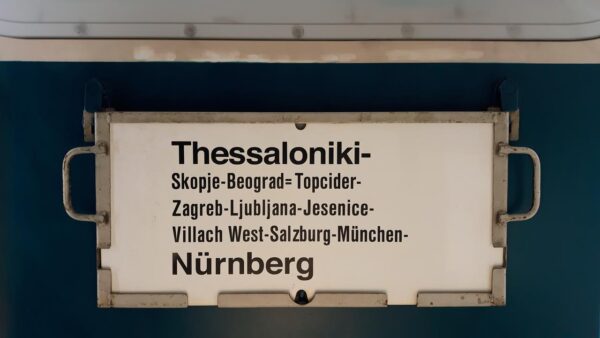 Thessaloniki-
Skopje-Beograd=Topcider-
Zagreb-Ljubljana-Jesenice-
Villach West-Salzburg-München-
Nürnberg